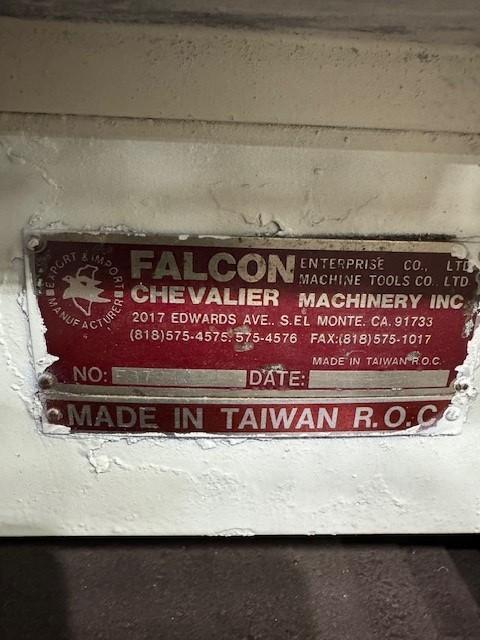 EXPORT & IMPORT
MANUFACTURER
FALCON ENTERPRISE CO., LTD
MACHINE TOOLS CO., LTD
CHEVALIER MACHINERY INC
2017 EDWARDS AVE., S.EL MONTE. CA. 91733
(818)575-4575. 575-4576 FAX:(818)575-1017
MADE IN TAIWAN R.O.C.
NO: DATE:
MADE IN TAIWAN R.O.C